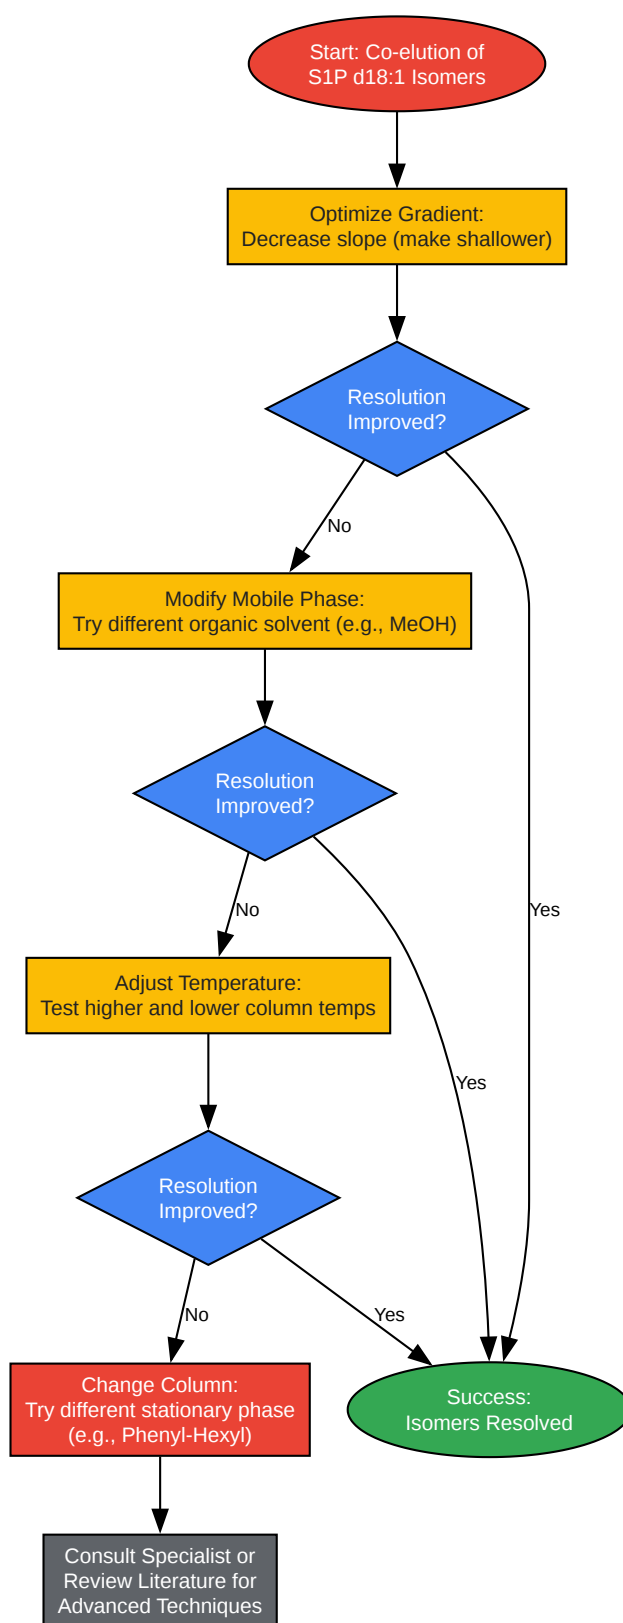 Start: Co-elution of
S1P d18:1 Isomers
Optimize Gradient:
Decrease slope (make shallower)
Resolution
Improved?
No
Modify Mobile Phase:
Try different organic solvent (e.g., MeOH)
Resolution
Improved?
Yes
No
Adjust Temperature:
Test higher and lower column temps
Yes
Resolution
Improved?
No
Yes
Change Column:
Try different stationary phase
(e.g., Phenyl-Hexyl)
Success:
Isomers Resolved
Consult Specialist or
Review Literature for
Advanced Techniques